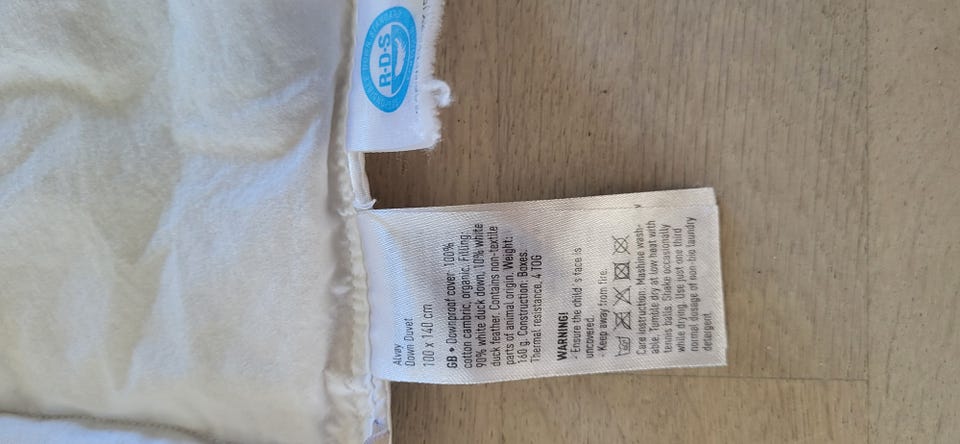 R·D·S
Alvay
Down Duvet
100 x 140 cm
GB • Downproof cover: 100%
cotton cambric, organic. Filling:
90% white duck down, 10% white
duck feather. Contains non-textile
parts of animal origin. Weight:
160 g. Construction: Boxes.
Thermal resistance, 4 TOG
WARNING!
- Ensure the child´s face is
uncovered.
- Keep away from fire.
Care instruction: Mashine wash-
able. Tumble dry at low heat with
tennis balls. Shake occasionally
while drying. Use just one third
normal dosage of non-bio laundry
detergent.